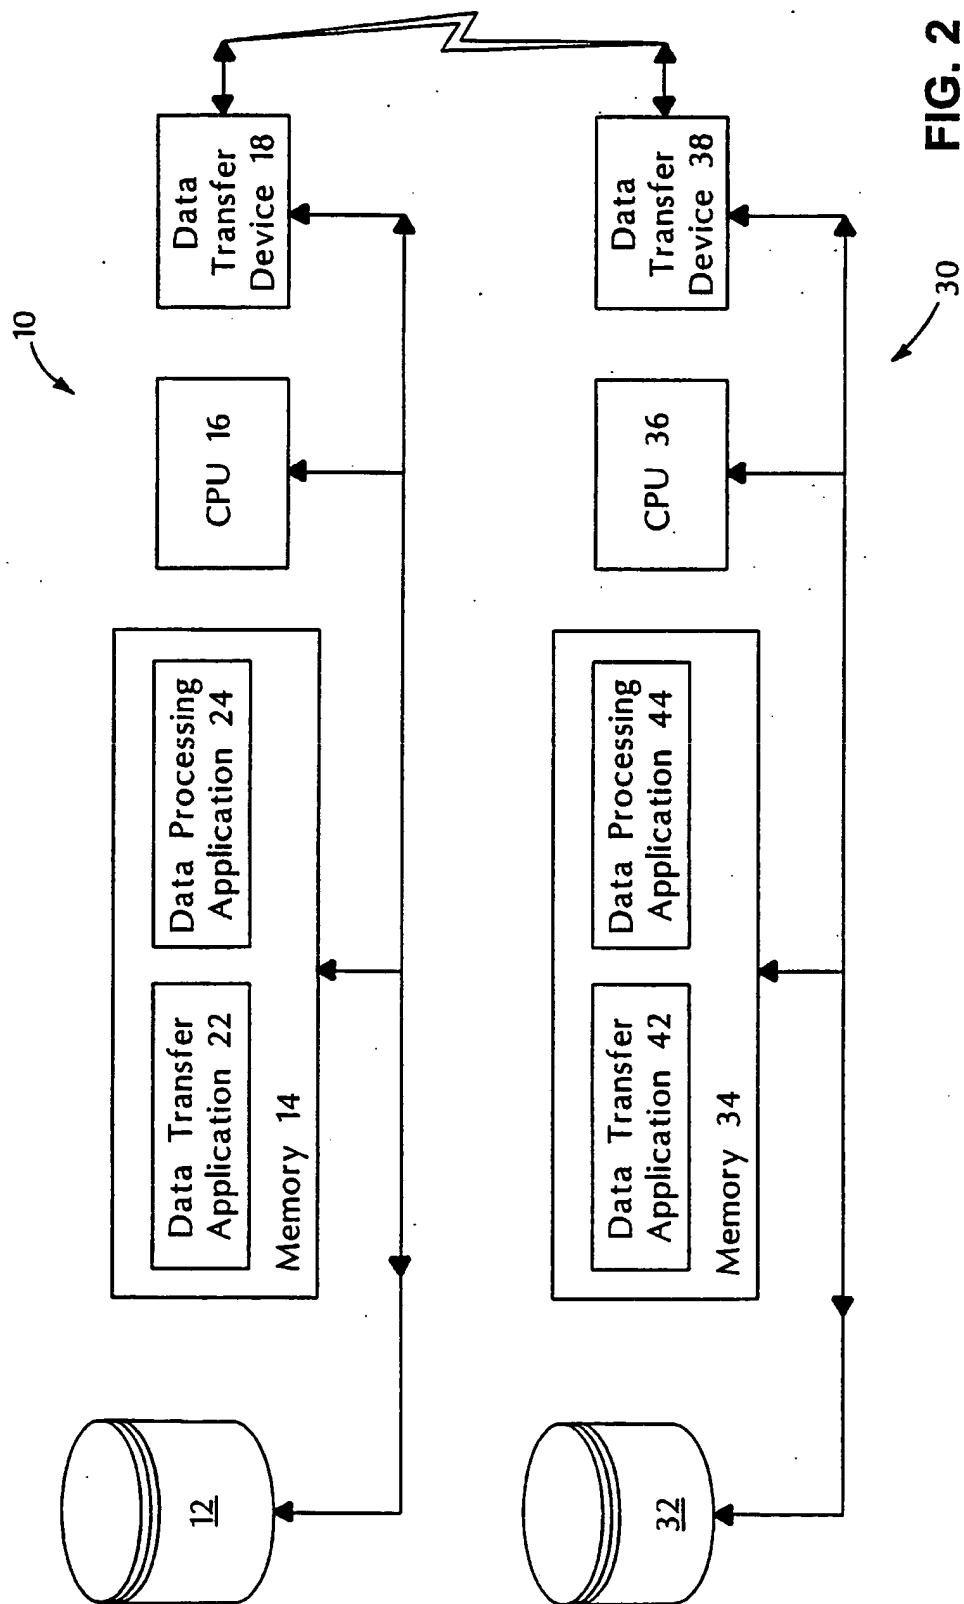 10
12
Data Transfer
Application 22
Data Processing
Application 24
Memory 14
CPU 16
Data
Transfer
Device 18
32
Data Transfer
Application 42
Data Processing
Application 44
Memory 34
CPU 36
Data
Transfer
Device 38
30
FIG. 2